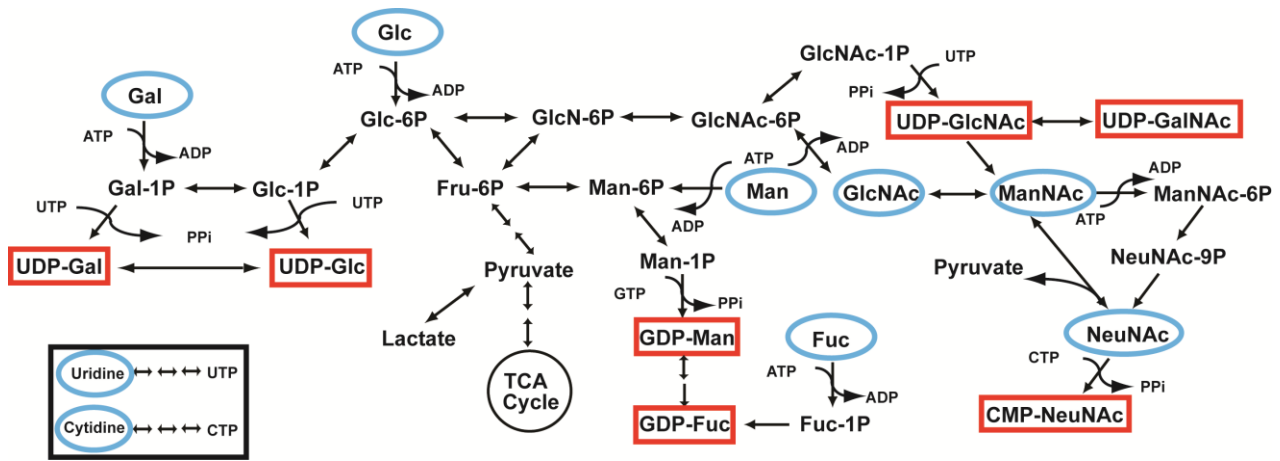 Glc
GlcNAc-1P
ATP
UTP
Gal
ADP
PPi
ATP
Glc-6P
GlcN-6P
GlcNAc-6P
UDP-GlcNAc
UDP-GalNAc
ADP
ATP
ADP
ADP
Gal-1P
Glc-1P
Fru-6P
Man-6P
Man
GlcNAc
ManNAc
ManNAc-6P
UTP
PPi
UTP
ADP
ATP
UDP-Gal
UDP-Glc
Pyruvate
Man-1P
Pyruvate
NeuNAc-9P
GTP
PPi
Lactate
GDP-Man
Fuc
NeuNAc
Uridine
UTP
ATP
ADP
CTP
PPi
TCA
Cycle
Cytidine
CTP
GDP-Fuc
Fuc-1P
CMP-NeuNAc